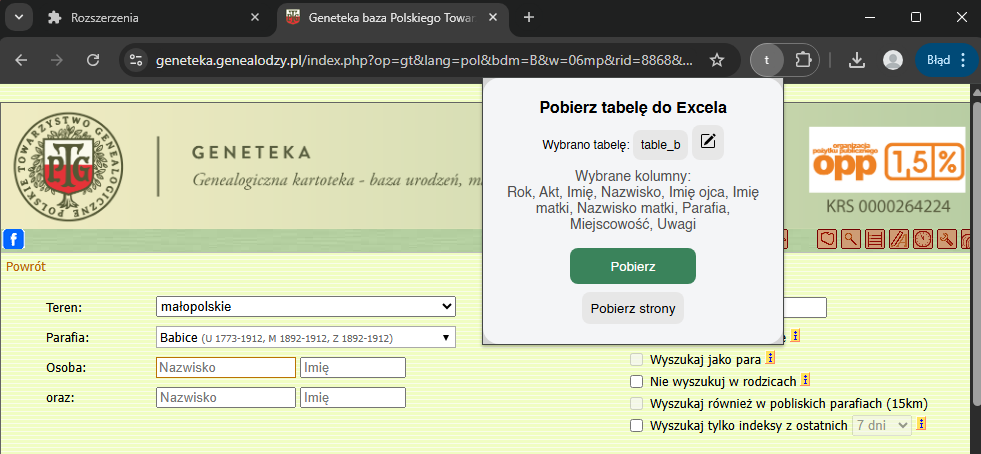 Rozszerzenia
Geneteka baza Polskiego Towar
geneteka.genealodzy.pl/index.php?op=gt&lang=pol&bdm=B&w=06mp&rid=8868&...
t
Błąd
Pobierz tabelę do Excela
Wybrano tabelę: table_b
Wybrane kolumny:
Rok, Akt, Imię, Nazwisko, Imię ojca, Imię
matki, Nazwisko matki, Parafia,
Miejscowość, Uwagi
Pobierz
Pobierz strony
POLSKIE TOWARZYSTWO GENEALOGICZNE
PTG
GENETEKA
Genealogiczna kartoteka - baza urodzeń, m
organizacja
pożytku publicznego
opp 1,5%
KRS 0000264224
f
Powrót
Teren: małopolskie
Parafia: Babice (U 1773-1912, M 1892-1912, Z 1892-1912)
Osoba: Nazwisko Imię
oraz: Nazwisko Imię
Wyszukaj jako para
Nie wyszukuj w rodzicach
Wyszukaj również w pobliskich parafiach (15km)
Wyszukaj tylko indeksy z ostatnich 7 dni